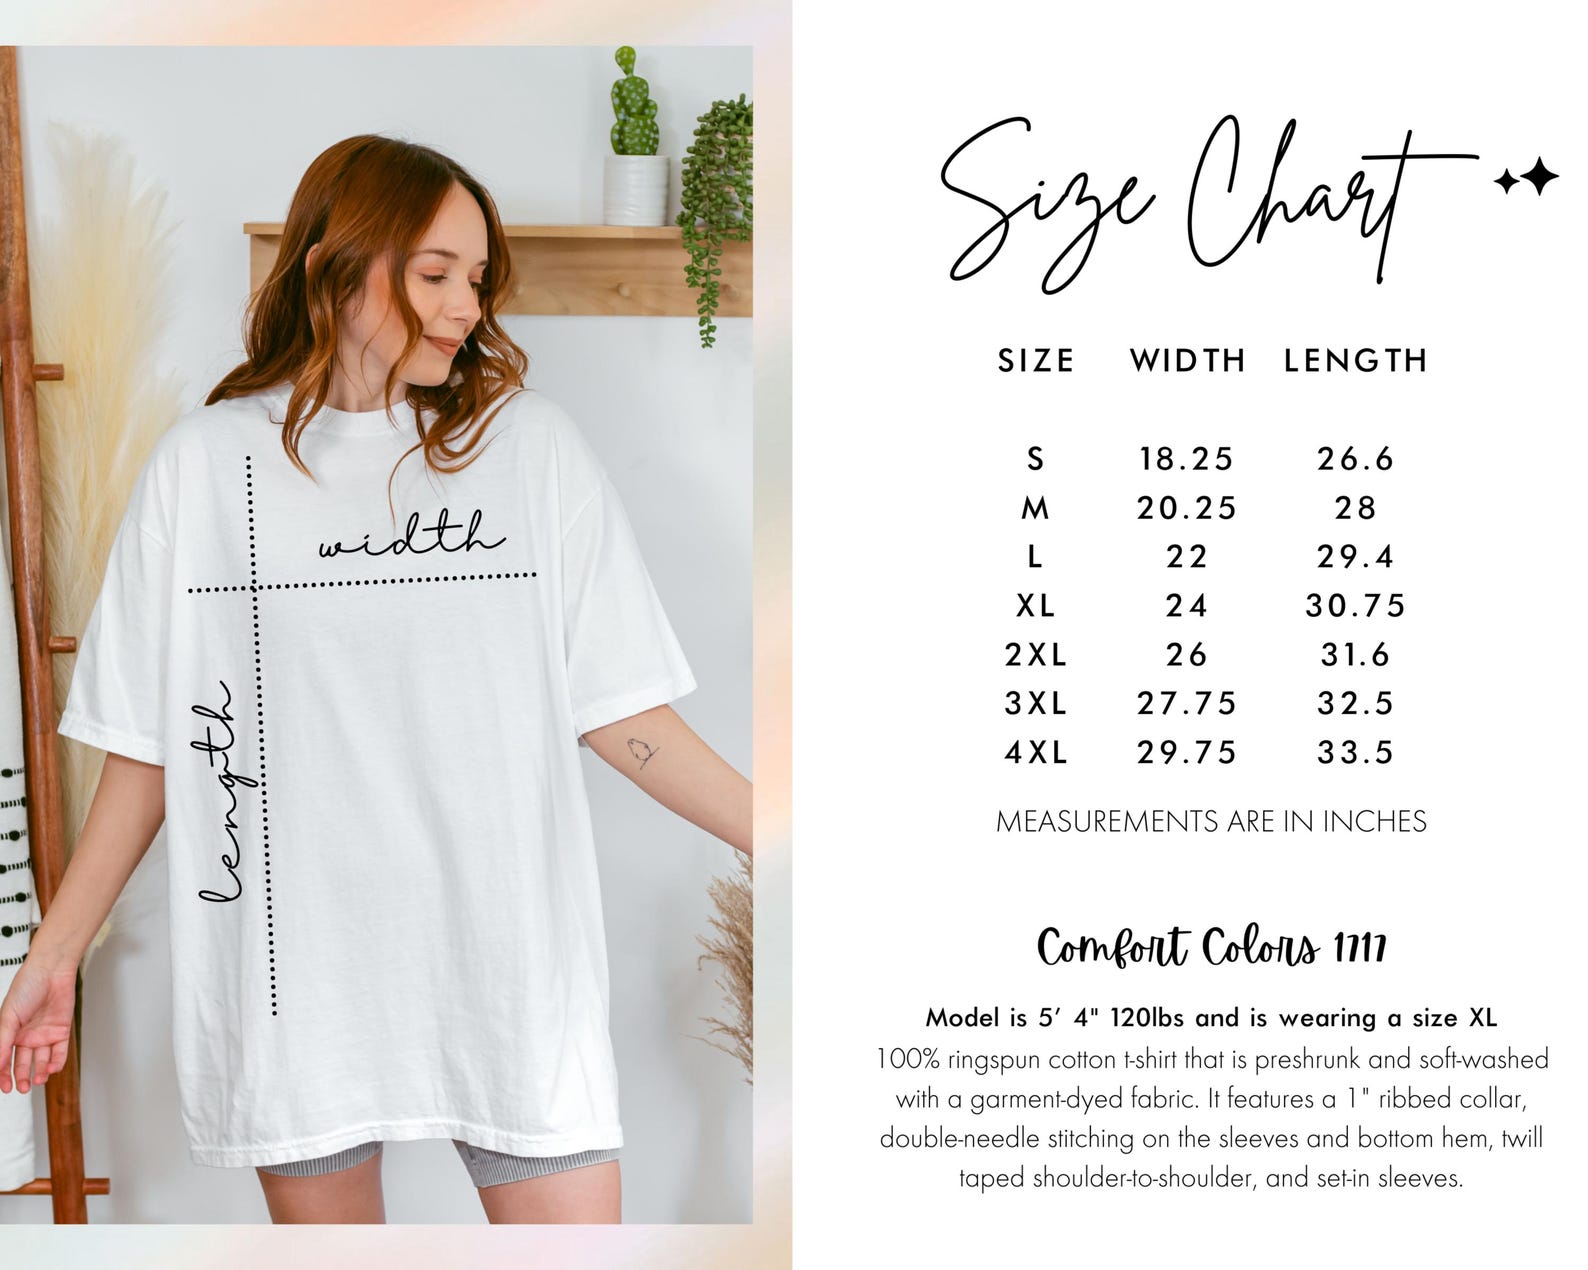 Size Chart
SIZE WIDTH LENGTH
S 18.25 26.6
M 20.25 28
L 22 29.4
XL 24 30.75
2XL 26 31.6
3XL 27.75 32.5
4XL 29.75 33.5
MEASUREMENTS ARE IN INCHES
Comfort Colors 1717
Model is 5’ 4" 120lbs and is wearing a size XL
100% ringspun cotton t-shirt that is preshrunk and soft-washed
with a garment-dyed fabric. It features a 1" ribbed collar,
double-needle stitching on the sleeves and bottom hem, twill
taped shoulder-to-shoulder, and set-in sleeves.
width
length